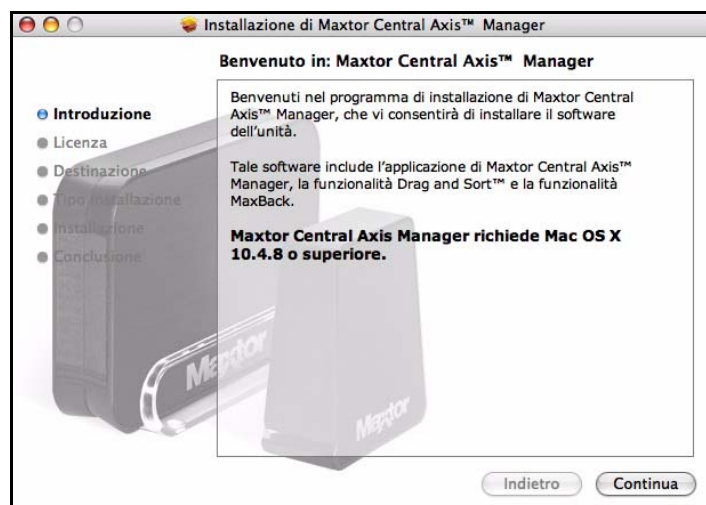 Installazione di Maxtor Central Axis™ Manager
Benvenuto in: Maxtor Central Axis™ Manager
Introduzione
Licenza
Destinazione
Tipo Installazione
Installazione
Conclusione
Benvenuti nel programma di installazione di Maxtor Central
Axis™ Manager, che vi consentirà di installare il software
dell'unità.
Tale software include l'applicazione di Maxtor Central Axis™
Manager, la funzionalità Drag and Sort™ e la funzionalità
MaxBack.
Maxtor Central Axis Manager richiede Mac OS X
10.4.8 o superiore.
Maxtor
Maxtor
Indietro
Continua